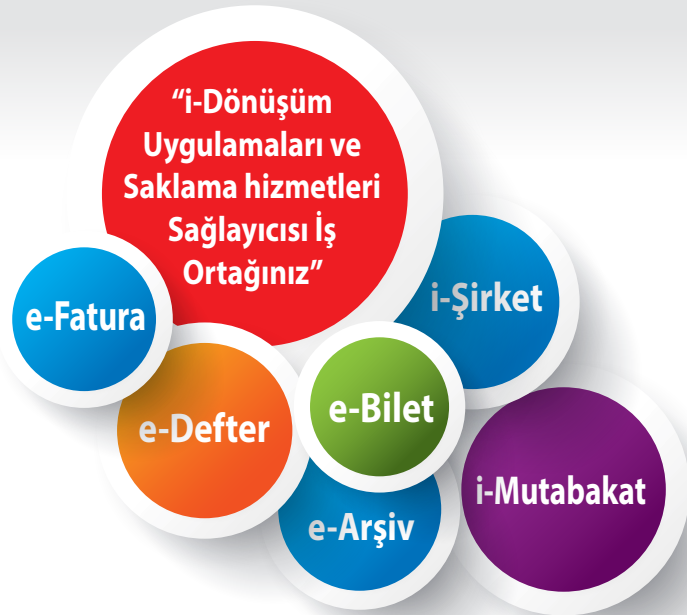 “i-Dönüşüm
Uygulamaları ve
Saklama hizmetleri
Sağlayıcısı İş
Ortağınız”
e-Fatura
i-Şirket
e-Defter
e-Bilet
i-Mutabakat
e-Arşiv